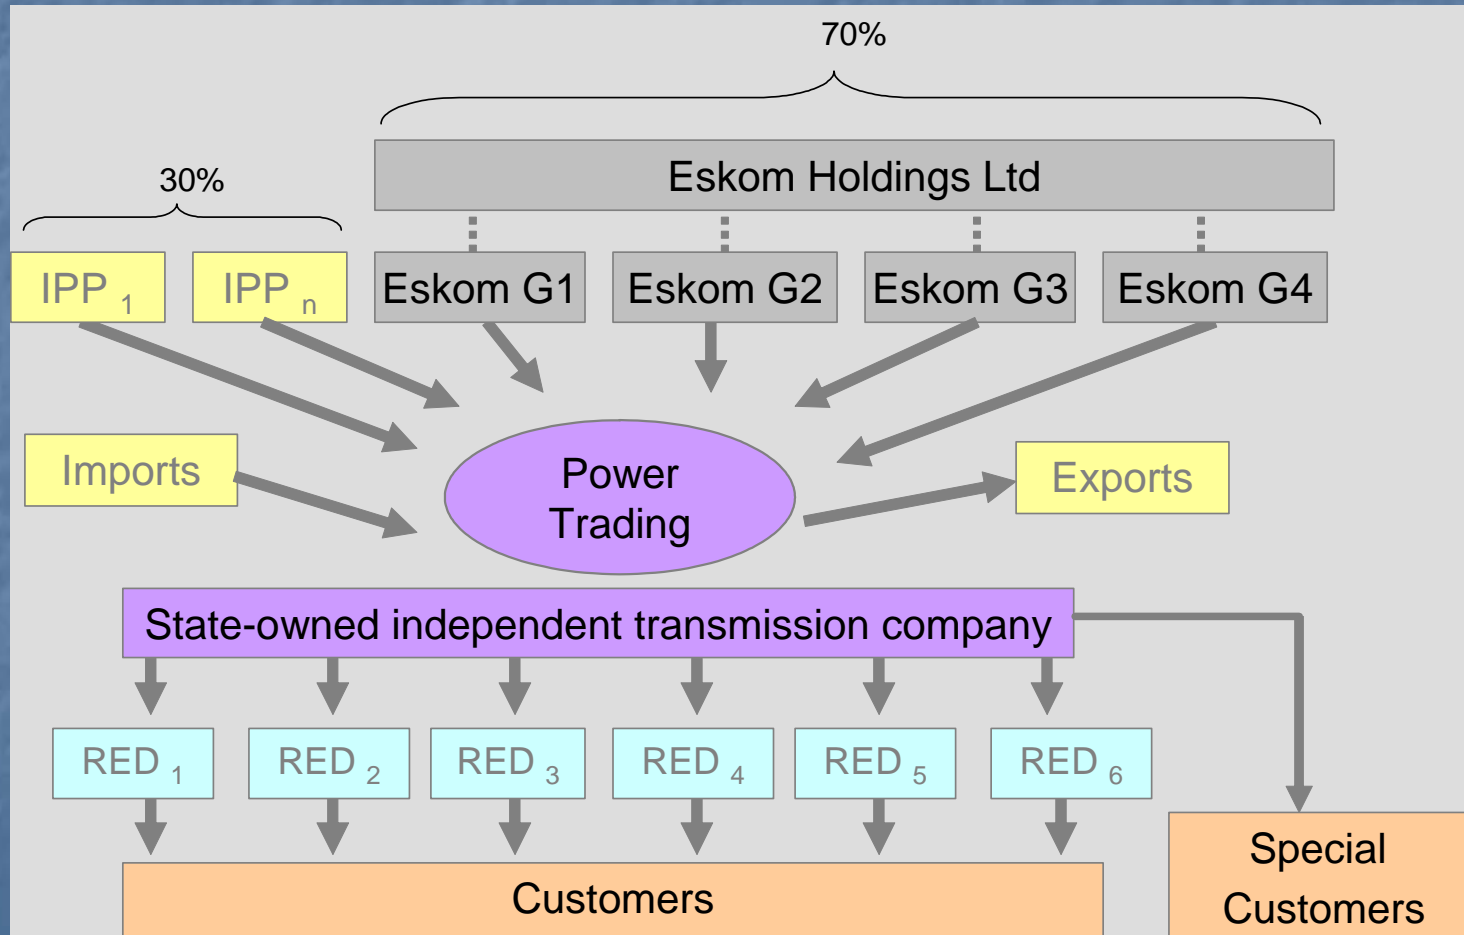 70%
Eskom Holdings Ltd
30%
IPP 1
IPP n
Eskom G1
Eskom G2
Eskom G3
Eskom G4
Imports
Power
Trading
Exports
State-owned independent transmission company
RED 1
RED 2
RED 3
RED 4
RED 5
RED 6
Special
Customers
Customers